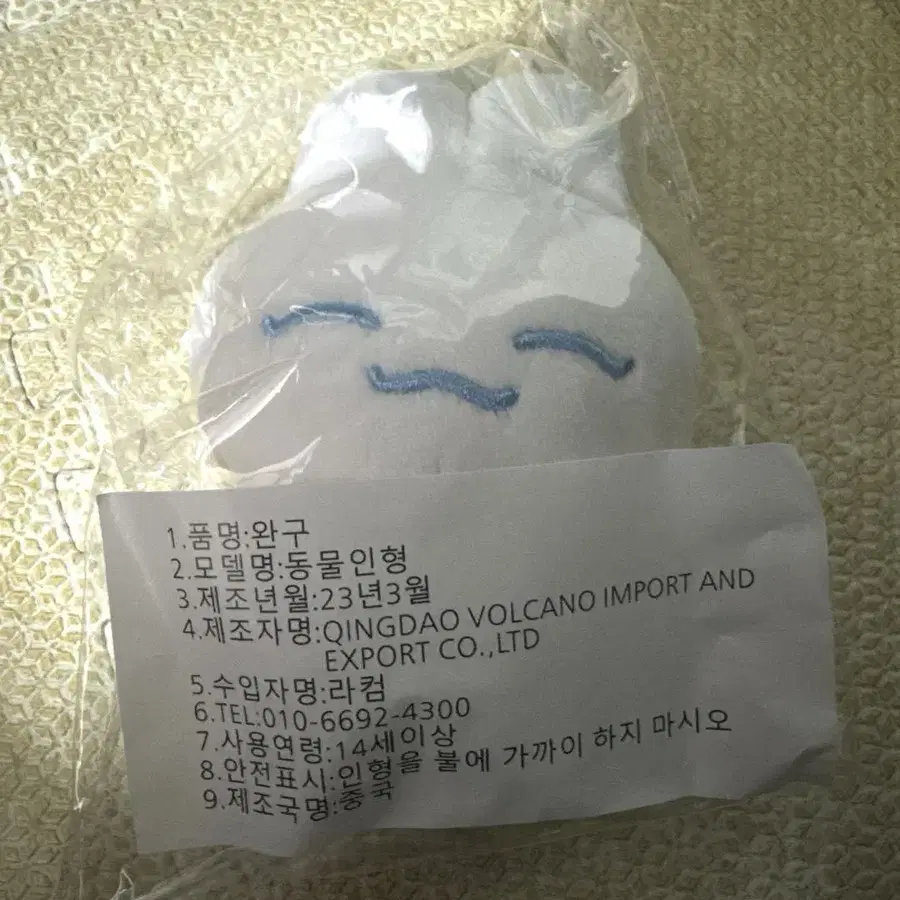 1.품명:완구
2.모델명:동물인형
3.제조년월:23년3월
4.제조자명:QINGDAO VOLCANO IMPORT AND
EXPORT CO.,LTD
5.수입자명:라컴
6.TEL:010-6692-4300
7.사용연령:14세이상
8.안전표시:인형을 불에 가까이 하지 마시오
9.제조국명:중국